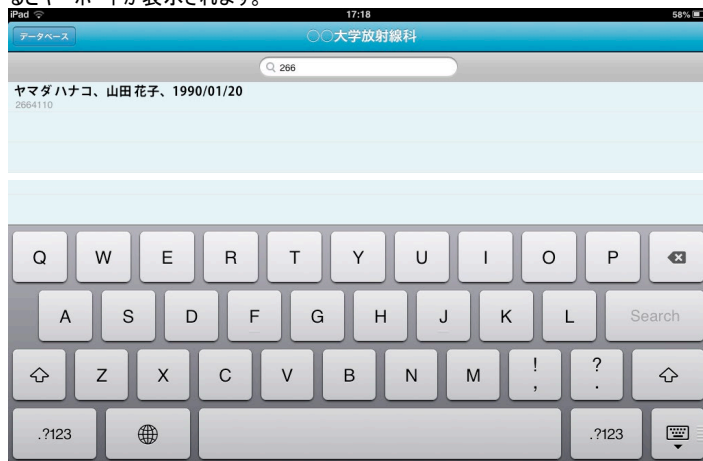 るとキーボードが表示されます。
iPad 17:18 58%
データベース ○○大学放射線科
266
ヤマダ ハナコ、山田 花子、1990/01/20
2664110
Q W E R T Y U I O P
A S D F G H J K L Search
Z X C V B N M ! , ? .
.?123 .?123